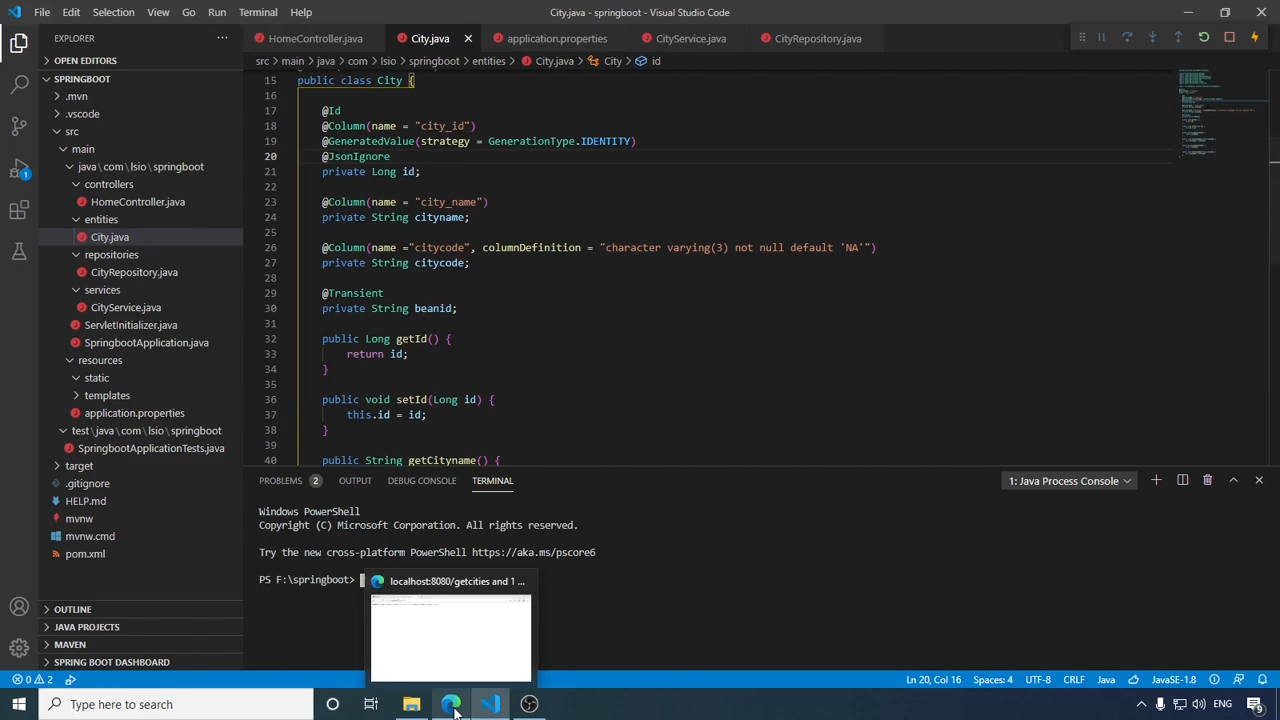 File Edit Selection View Go Run Terminal Help
City.java - springboot - Visual Studio Code
EXPLORER
OPEN EDITORS
SPRINGBOOT
.mvn
.vscode
src
main
java\com\lsio\springboot
controllers
HomeController.java
entities
City.java
repositories
CityRepository.java
services
CityService.java
ServletInitializer.java
SpringbootApplication.java
resources
static
templates
application.properties
test\java\com\lsio\springboot
SpringbootApplicationTests.java
target
.gitignore
HELP.md
mvnw
mvnw.cmd
pom.xml
OUTLINE
JAVA PROJECTS
MAVEN
SPRING BOOT DASHBOARD
1
HomeController.java City.java application.properties CityService.java CityRepository.java
src > main > java > com > lsio > springboot > entities > City.java > City > id
15 public class City {
16
17 @Id
18 @Column(name = "city_id")
19 @GeneratedValue(strategy = GenerationType.IDENTITY)
20 @JsonIgnore
21 private Long id;
22
23 @Column(name = "city_name")
24 private String cityname;
25
26 @Column(name ="citycode", columnDefinition = "character varying(3) not null default 'NA'")
27 private String citycode;
28
29 @Transient
30 private String beanid;
31
32 public Long getId() {
33 return id;
34 }
35
36 public void setId(Long id) {
37 this.id = id;
38 }
39
40 public String getCityname() {
PROBLEMS 2 OUTPUT DEBUG CONSOLE TERMINAL
1: Java Process Console
Windows PowerShell
Copyright (C) Microsoft Corporation. All rights reserved.
Try the new cross-platform PowerShell https://aka.ms/pscore6
PS F:\springboot>
localhost:8080/getcities and 1 ...
0 2
Ln 20, Col 16 Spaces: 4 UTF-8 CRLF Java JavaSE-1.8
Type here to search
ENG
9